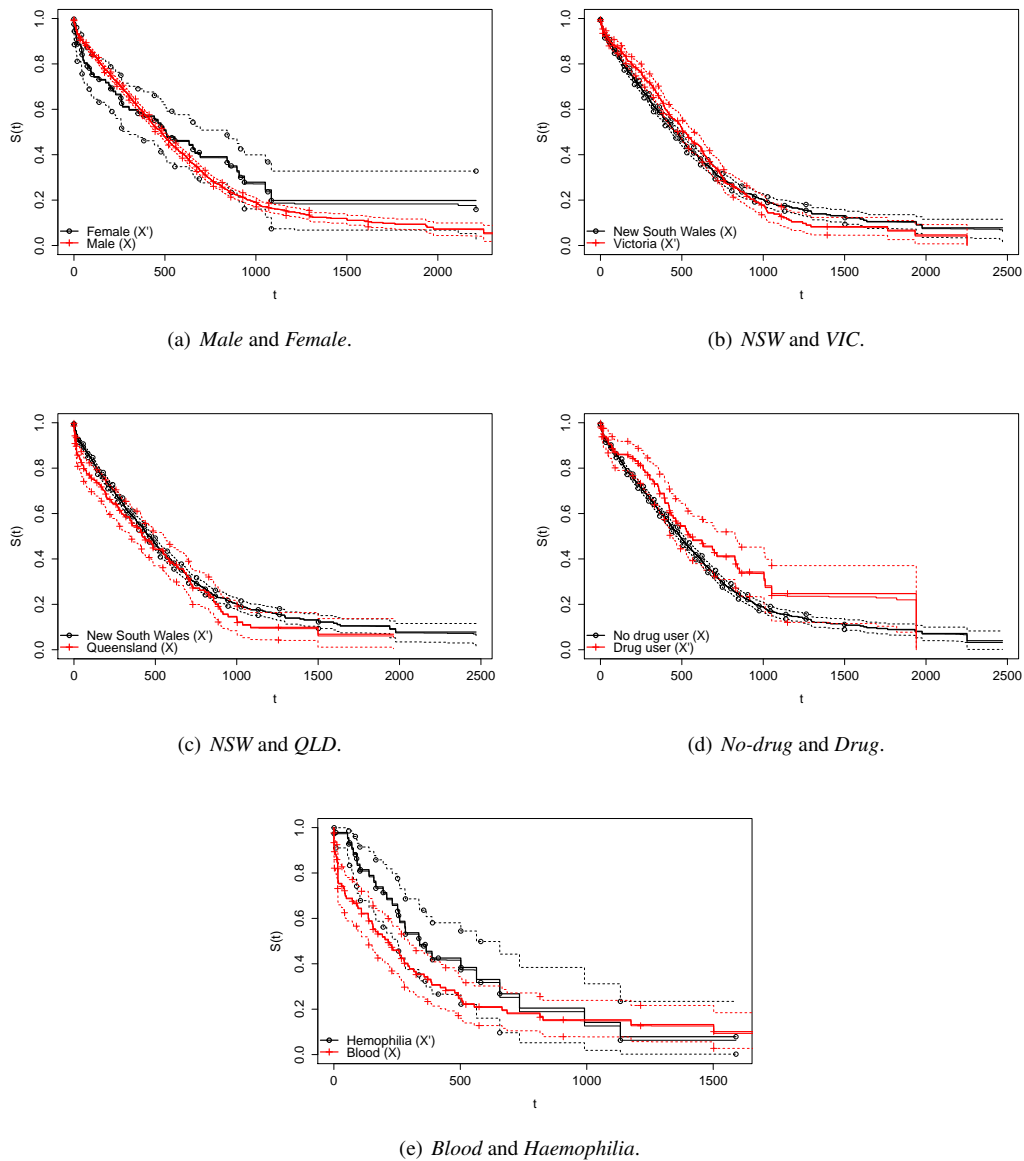 S(t)
0.0 0.2 0.4 0.6 0.8 1.0
Female (X')
Male (X)
0 500 1000 1500 2000
t
(a) Male and Female.
S(t)
0.0 0.2 0.4 0.6 0.8 1.0
New South Wales (X)
Victoria (X')
0 500 1000 1500 2000 2500
t
(b) NSW and VIC.
S(t)
0.0 0.2 0.4 0.6 0.8 1.0
New South Wales (X')
Queensland (X)
0 500 1000 1500 2000 2500
t
(c) NSW and QLD.
S(t)
0.0 0.2 0.4 0.6 0.8 1.0
No drug user (X)
Drug user (X')
0 500 1000 1500 2000 2500
t
(d) No-drug and Drug.
S(t)
0.0 0.2 0.4 0.6 0.8 1.0
Hemophilia (X')
Blood (X)
0 500 1000 1500
t
(e) Blood and Haemophilia.